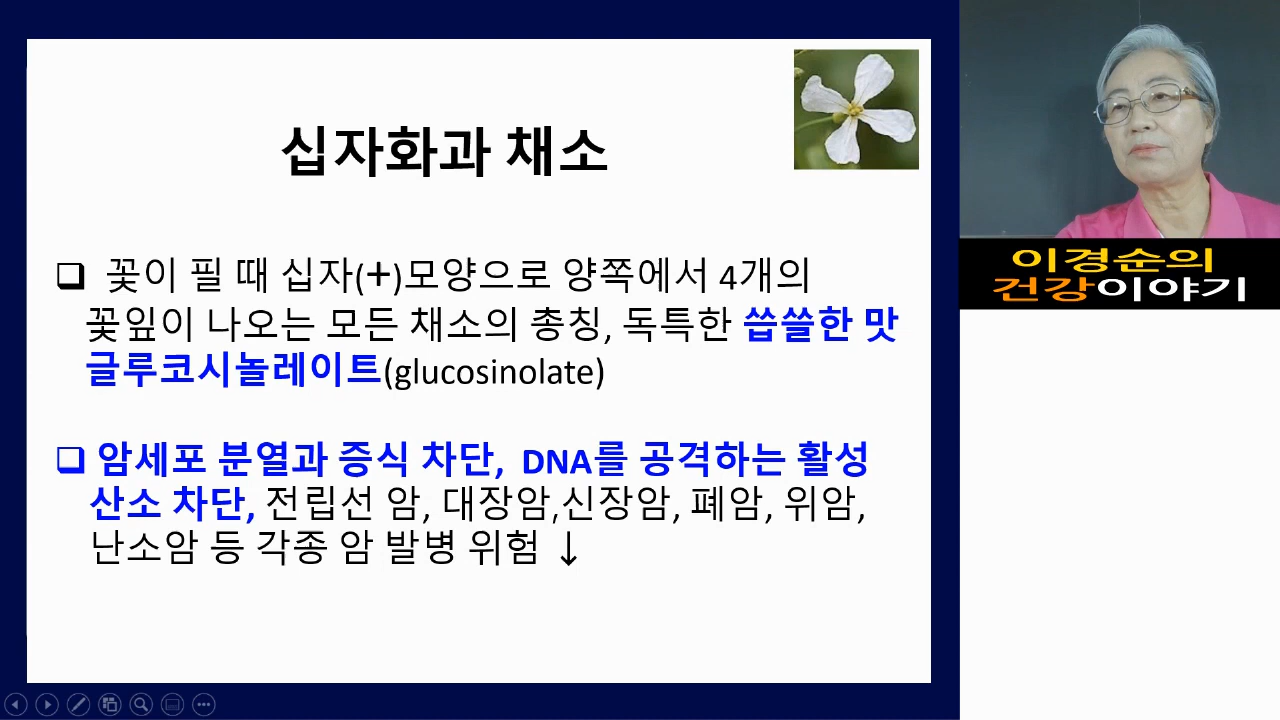 십자화과 채소
❑ 꽃이 필 때 십자(+)모양으로 양쪽에서 4개의
꽃잎이 나오는 모든 채소의 총칭, 독특한 씁쓸한 맛
글루코시놀레이트(glucosinolate)
❑ 암세포 분열과 증식 차단, DNA를 공격하는 활성
산소 차단, 전립선 암, 대장암,신장암, 폐암, 위암,
난소암 등 각종 암 발병 위험 ↓
이경순의
건강이야기